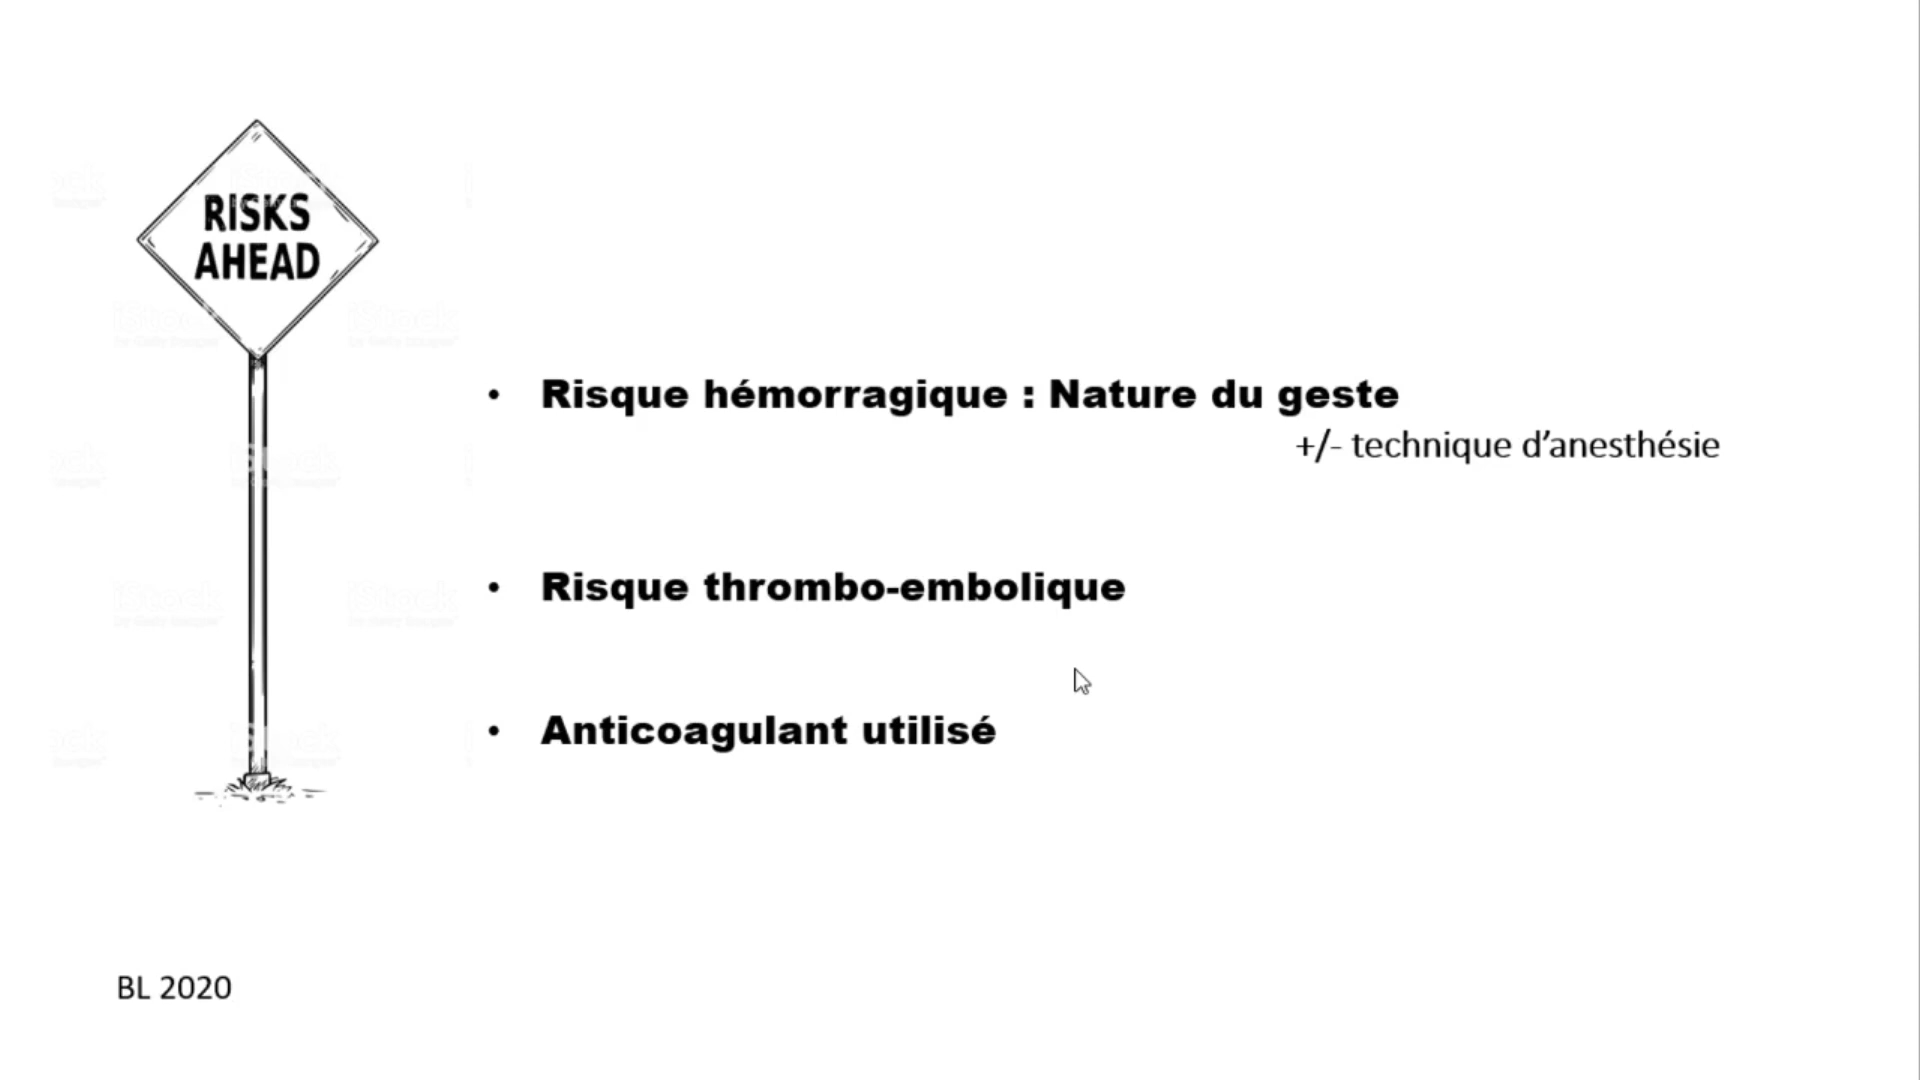 RISKS
AHEAD
• Risque hémorragique : Nature du geste
+/- technique d’anesthésie
• Risque thrombo-embolique
• Anticoagulant utilisé
BL 2020